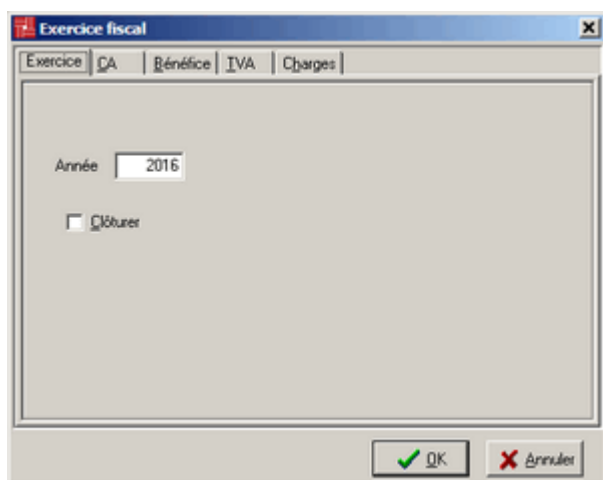 Exercice fiscal
Exercice CA Bénéfice TVA Charges
Année 2016
Clôturer
OK Annuler